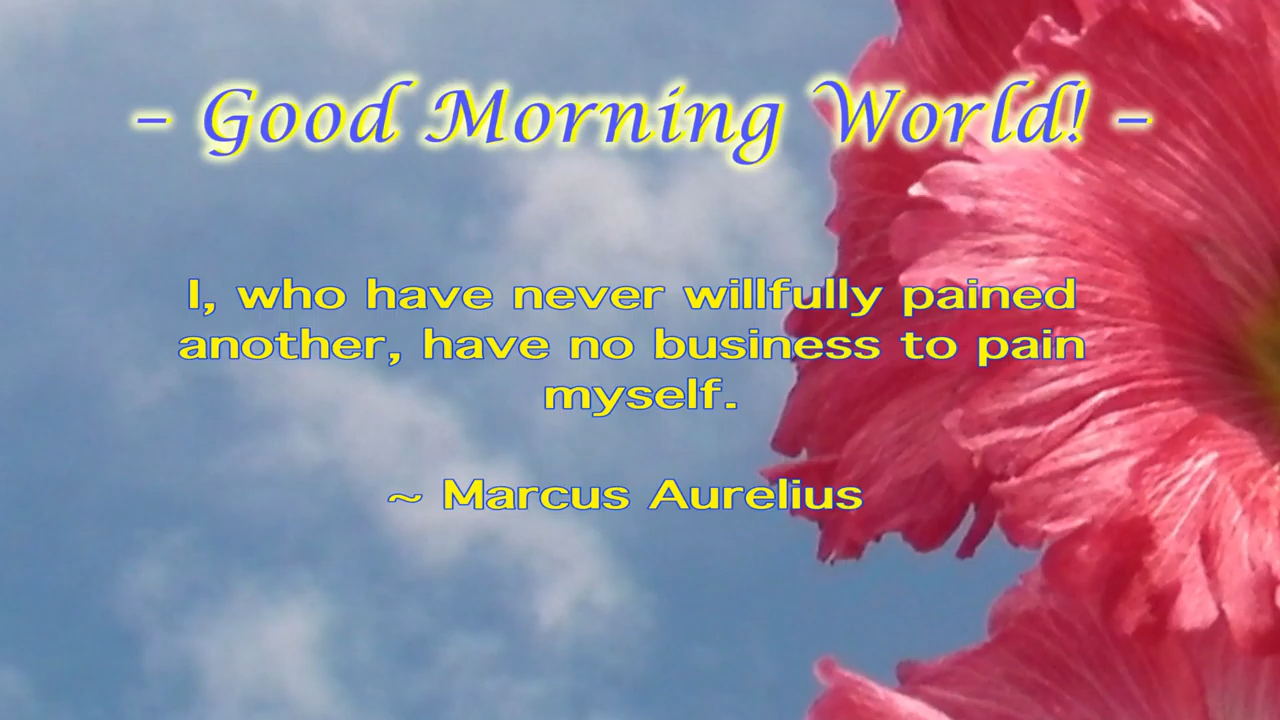 – Good Morning World! –
I, who have never willfully pained
another, have no business to pain
myself.
~ Marcus Aurelius